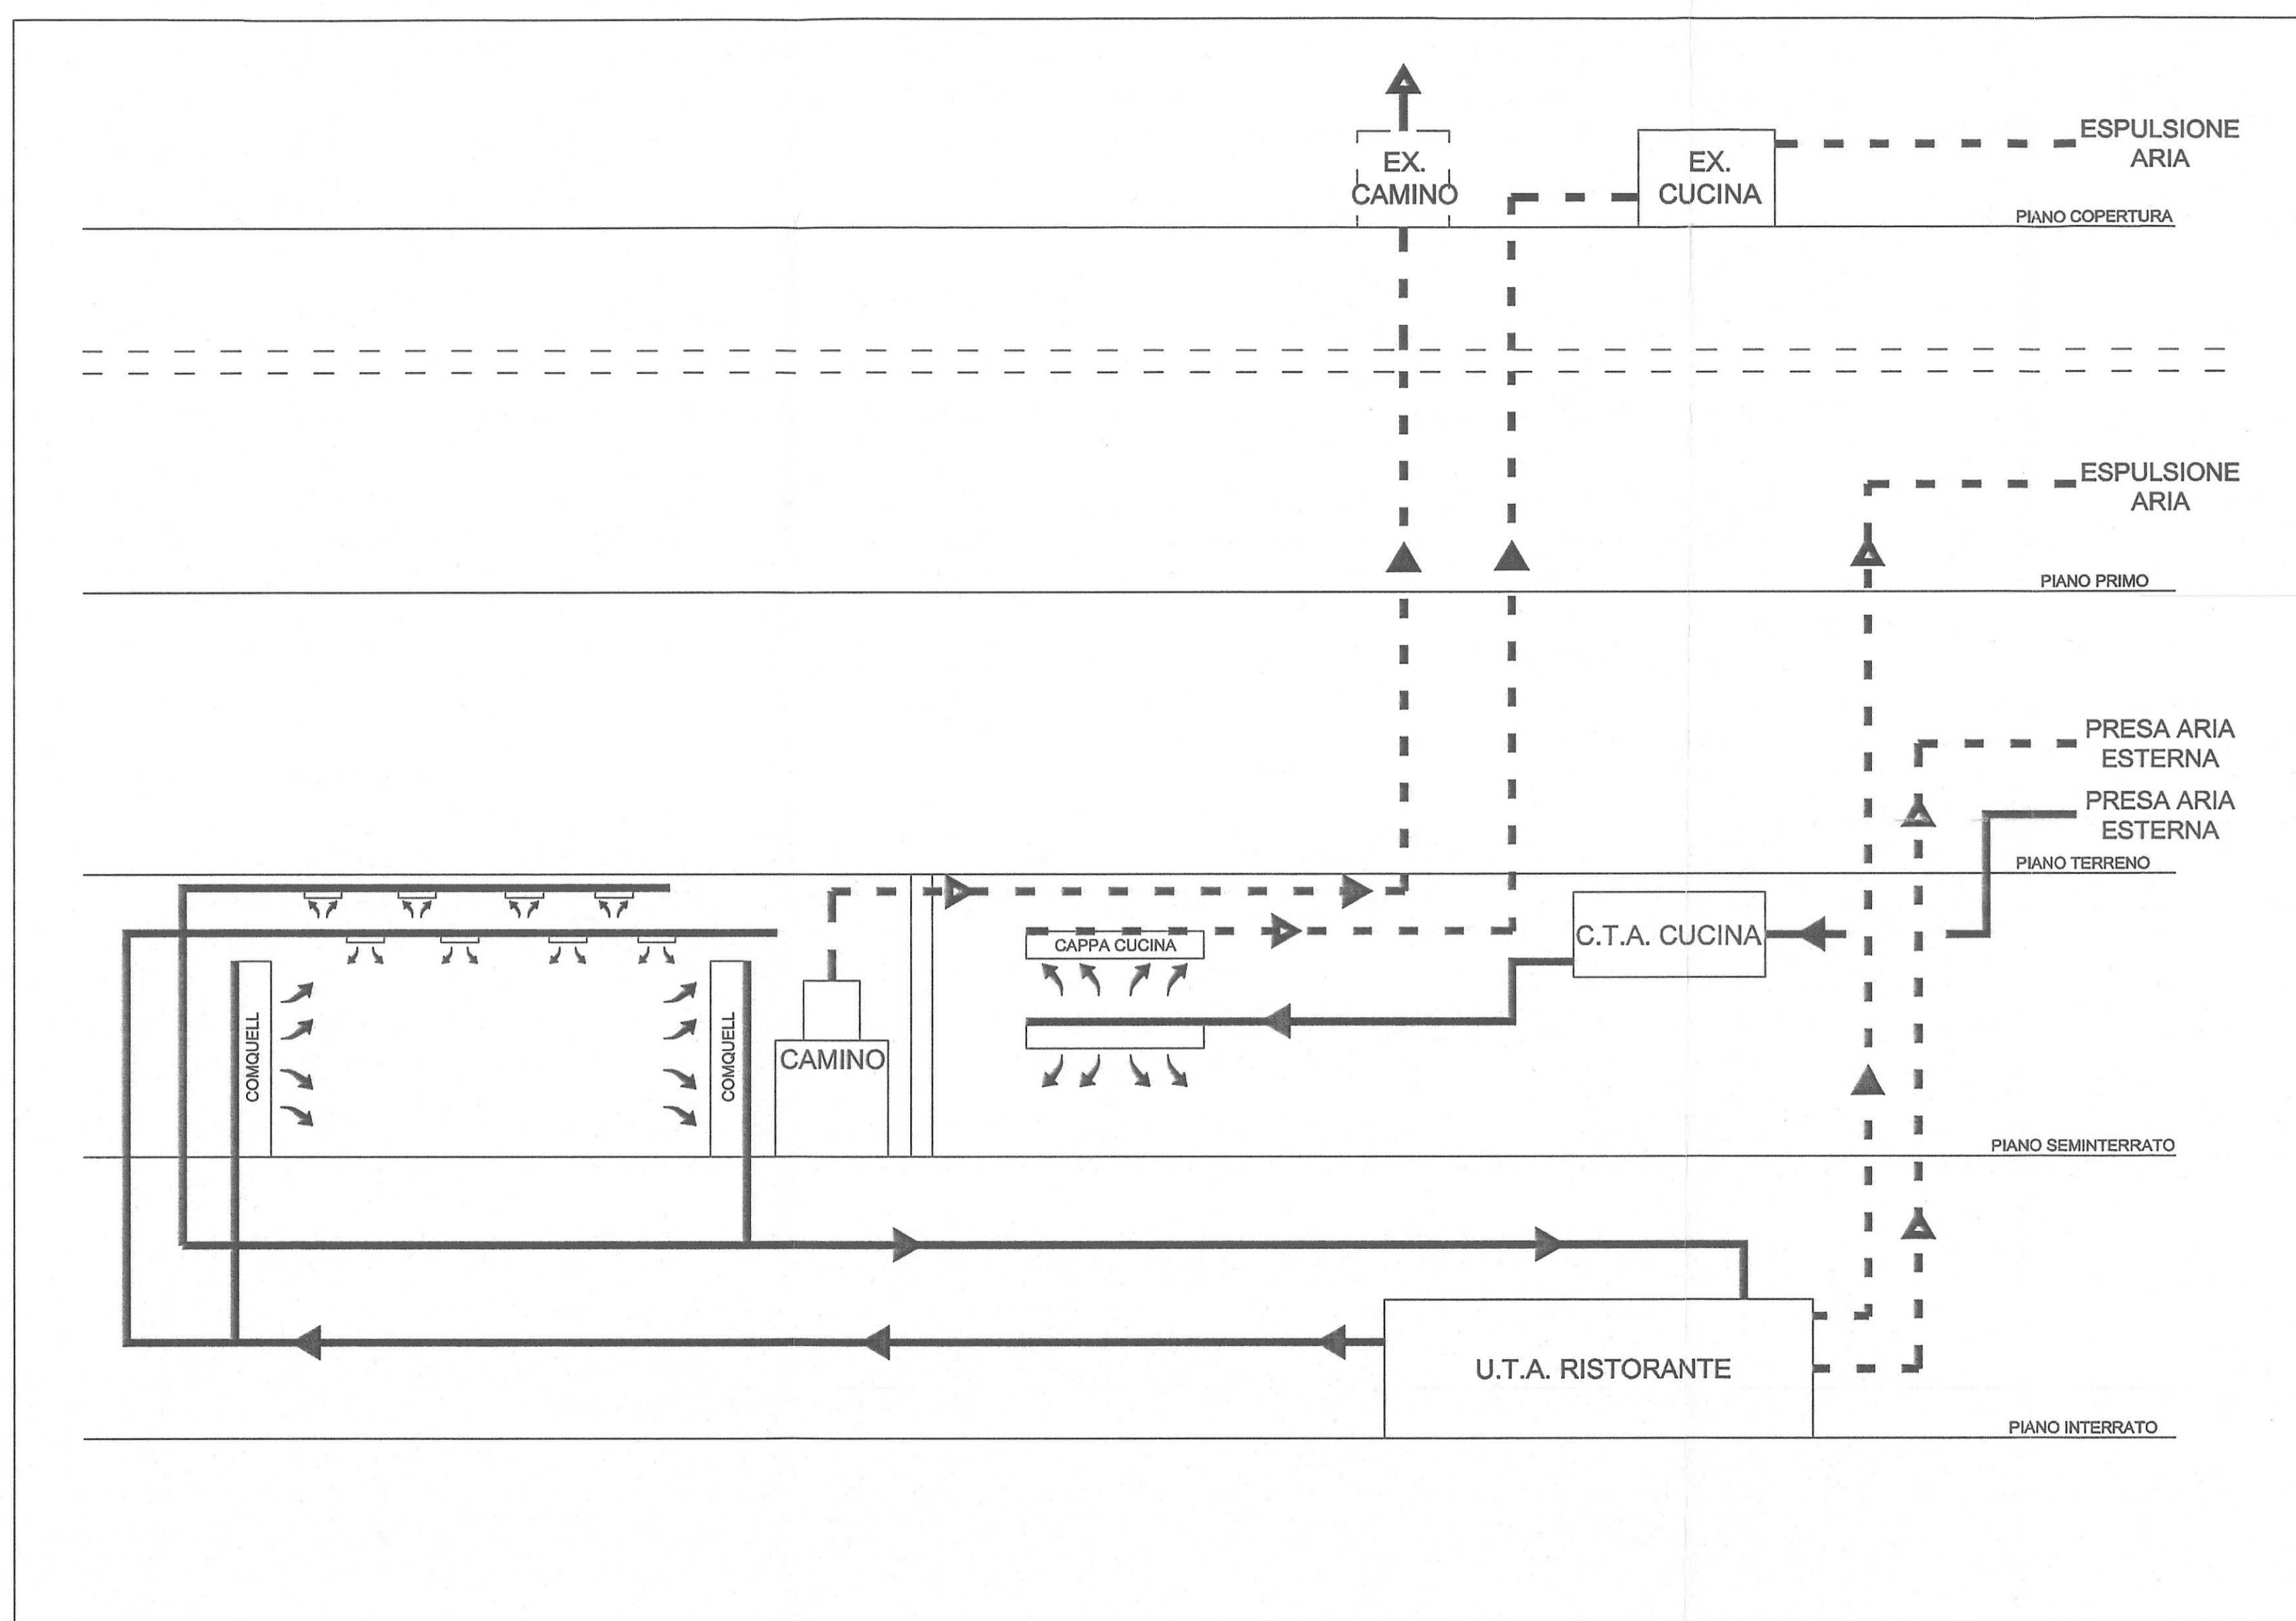 ESPULSIONE
ARIA
EX.
CAMINO
EX.
CUCINA
PIANO COPERTURA
ESPULSIONE
ARIA
PIANO PRIMO
PRESA ARIA
ESTERNA
PRESA ARIA
ESTERNA
PIANO TERRENO
CAPPA CUCINA
C.T.A. CUCINA
COMQUELL
COMQUELL
CAMINO
PIANO SEMINTERRATO
U.T.A. RISTORANTE
PIANO INTERRATO